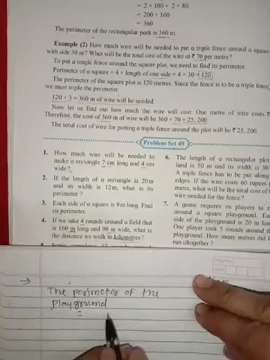 = 2 × 100 + 2 × 80
= 200 + 160
= 360
The perimeter of the rectangular park is 360 m.
Example (2) How much wire will be needed to put a triple fence around a square
with side 30 m? What will be the total cost of the wire at ₹ 70 per metre?
To put a single fence around the plot, we need to find its perimeter.
Perimeter of a square = 4 × length of one side = 4 × 30 = 120
The perimeter of the square plot is 120 metres. Since the fence is to be a triple fence,
we must triple the perimeter.
120 × 3 = 360 m of wire will be needed.
Now let us find out how much the wire will cost. One metre of wire costs ₹
Therefore, the cost of 360 m of wire will be 360 × 70 = 25,200
The total cost of wire for putting a triple fence around the plot will be ₹ 25,200.
Problem Set 49
1. How much wire will be needed to
make a rectangle 7 cm long and 4 cm
wide?
2. If the length of a rectangle is 20 m
and its width is 12 m, what is its
perimeter?
3. Each side of a square is 9 m long. Find
its perimeter.
4. If we take 4 rounds around a field that
is 160 m long and 90 m wide, what is
the distance we walk in kilometres?
6. The length of a rectangular plot
land is 50 m and its width is 30
A triple fence has to be put along
edges. If the wire costs 60 rupees
metre, what will be the total cost of
wire needed for the fence?
7. A game requires its players to r
around a square playground. Ea
side of the playground is 20 m lo
One player took 5 rounds around t
playground. How many metres did
run altogether?
→ The perimeter of the
playground
=